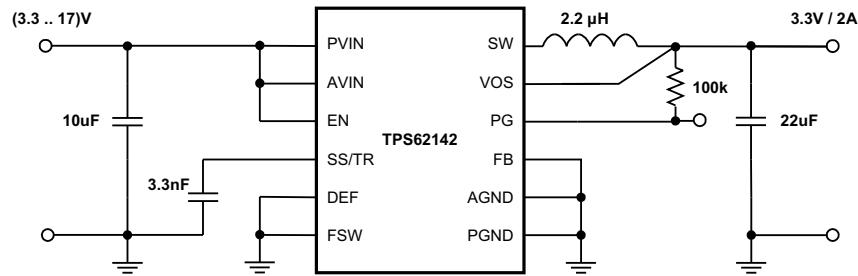 (3.3 .. 17)V
2.2 µH
3.3V / 2A
PVIN
SW
AVIN
VOS
100k
10uF
EN
PG
22uF
TPS62142
SS/TR
FB
3.3nF
DEF
AGND
FSW
PGND